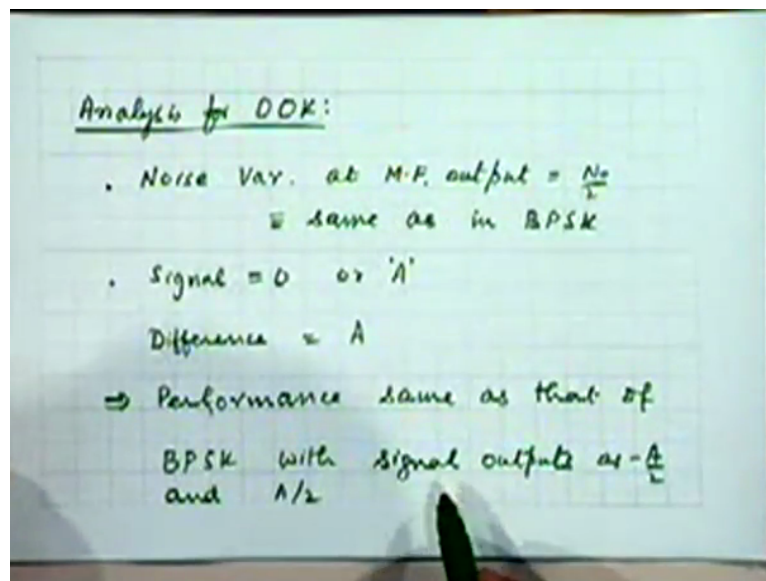 Analysis for OOK:
. Noise Var. at M.F. output = No/2
= same as in BPSK
. Signal = 0 or 'A'
Difference = A
⇒ Performance same as that of
BPSK with signal outputs as -A/2
and A/2